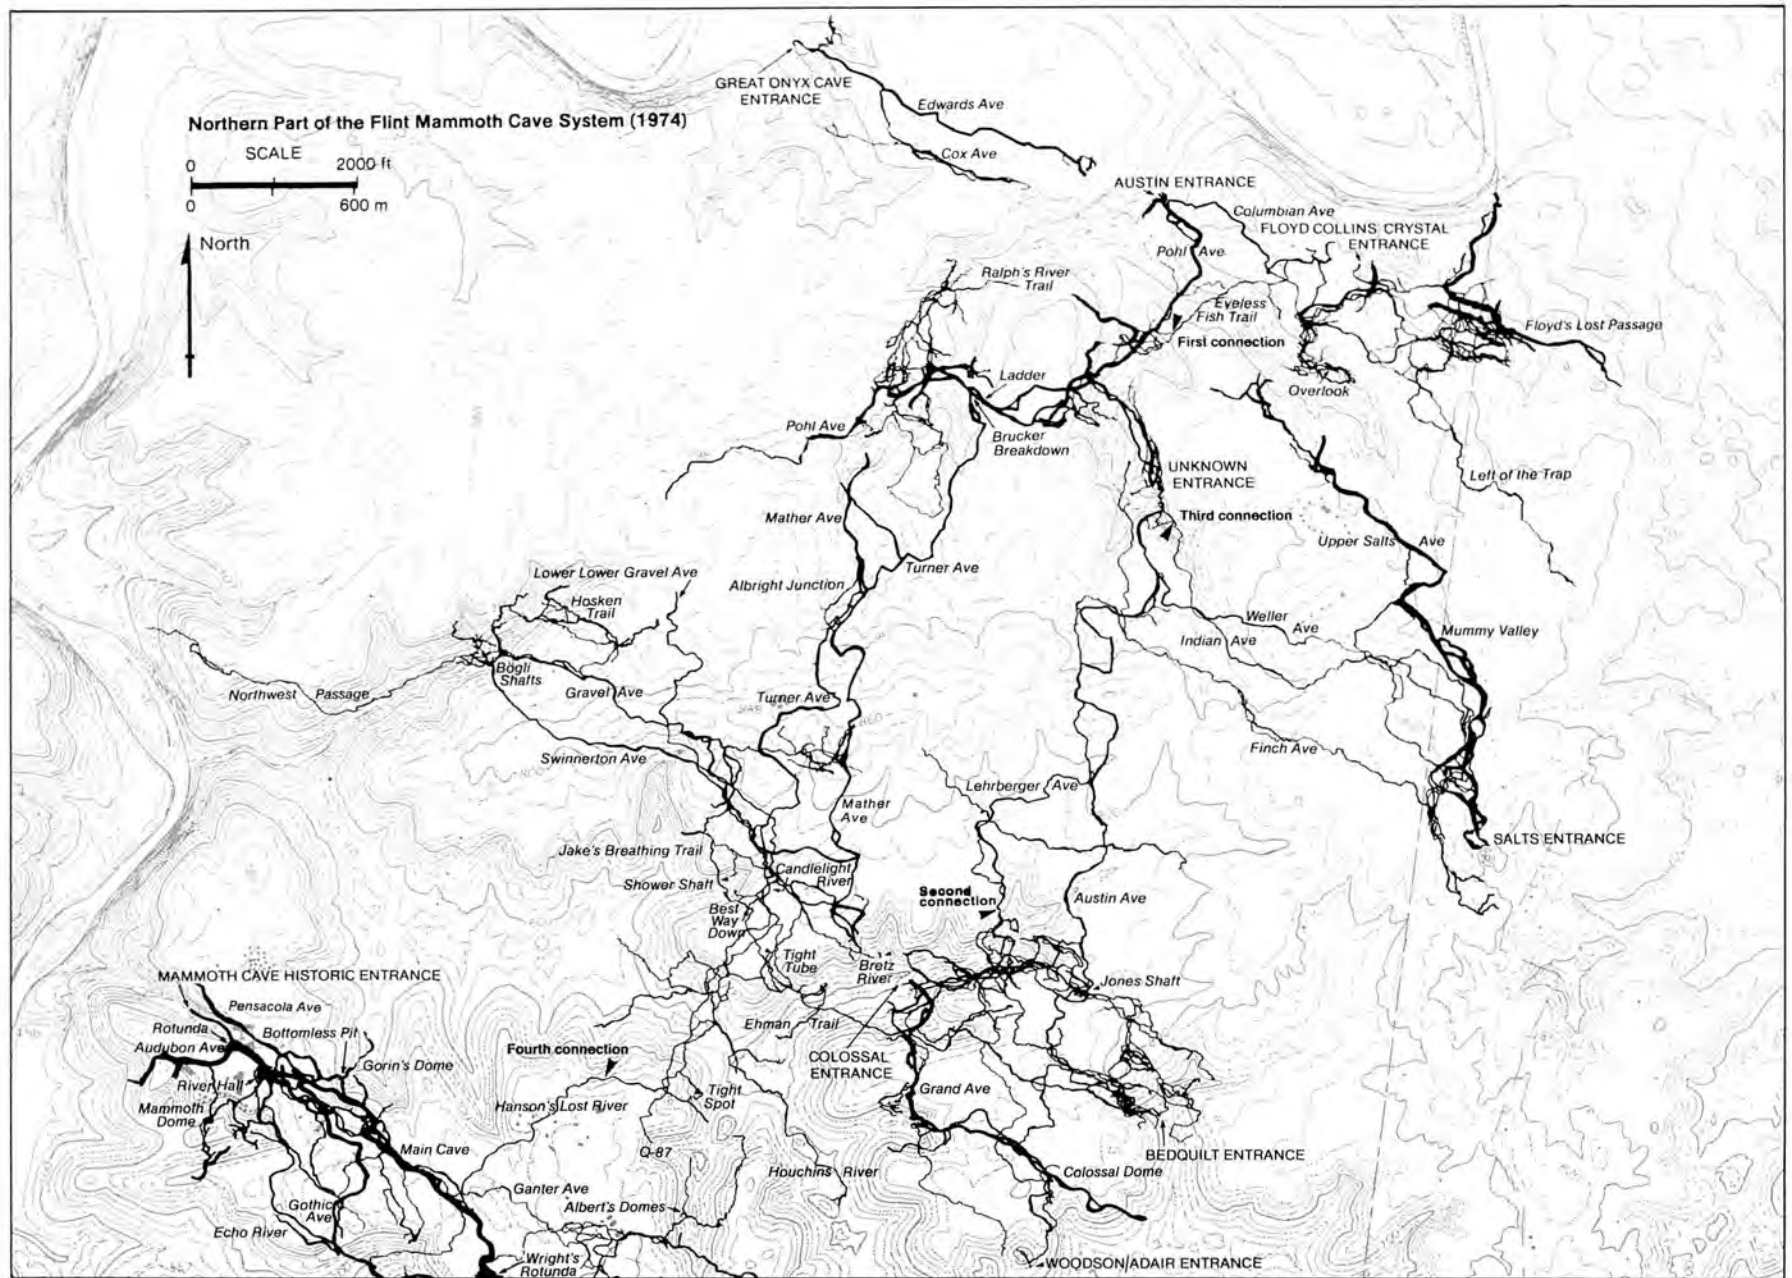 GREAT ONYX CAVE
ENTRANCE
Edwards Ave
Northern Part of the Flint Mammoth Cave System (1974)
SCALE
0 2000 ft
0 600 m
North
Cox Ave
AUSTIN ENTRANCE
Columbian Ave
FLOYD COLLINS CRYSTAL
ENTRANCE
Pohl Ave
Ralph's River
Trail
Eyeless
Fish Trail
First connection
Floyd's Lost Passage
Ladder
Overlook
Pohl Ave
Brucker
Breakdown
UNKNOWN
ENTRANCE
Left of the Trap
Mather Ave
Third connection
Upper Salts Ave
Turner Ave
Albright Junction
Lower Lower Gravel Ave
Hosken
Trail
Weller
Ave
Indian Ave
Mummy Valley
Bögli
Shafts
Northwest Passage
Gravel Ave
Turner Ave
Finch Ave
Swinnerton Ave
Lehrberger Ave
Mather
Ave
SALTS ENTRANCE
Jake's Breathing Trail
Candlelight
River
Shower Shaft
Second
connection
Austin Ave
Best
Way
Down
Tight
Tube
Bretz
River
Jones Shaft
MAMMOTH CAVE HISTORIC ENTRANCE
Pensacola Ave
Rotunda
Bottomless Pit
Ehman Trail
Audubon Ave
Fourth connection
COLOSSAL
ENTRANCE
Gorin's Dome
River Hall
Grand Ave
Tight
Spot
Mammoth
Dome
Hanson's Lost River
Main Cave
Q-87
BEDQUILT ENTRANCE
Houchins River
Colossal Dome
Ganter Ave
Gothic
Ave
Albert's Domes
Echo River
Wright's
Rotunda
WOODSON/ADAIR ENTRANCE